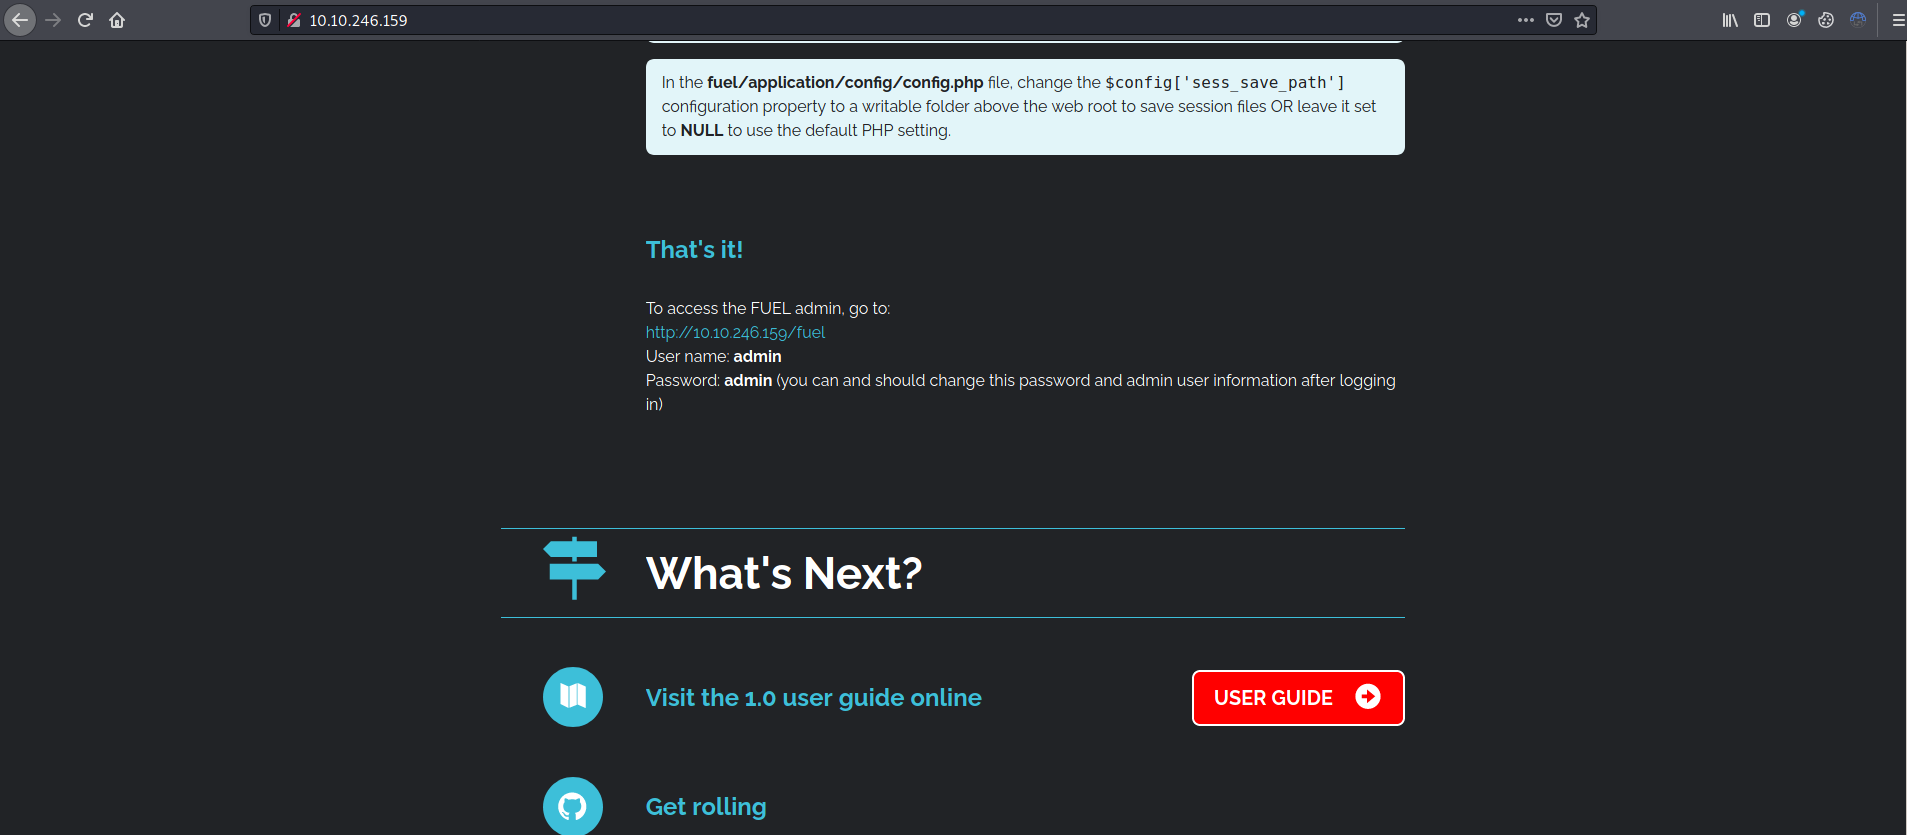 10.10.246.159
In the fuel/application/config/config.php file, change the $config['sess_save_path']
configuration property to a writable folder above the web root to save session files OR leave it set
to NULL to use the default PHP setting.
That's it!
To access the FUEL admin, go to:
http://10.10.246.159/fuel
User name: admin
Password: admin (you can and should change this password and admin user information after logging
in)
What's Next?
Visit the 1.0 user guide online
USER GUIDE
Get rolling